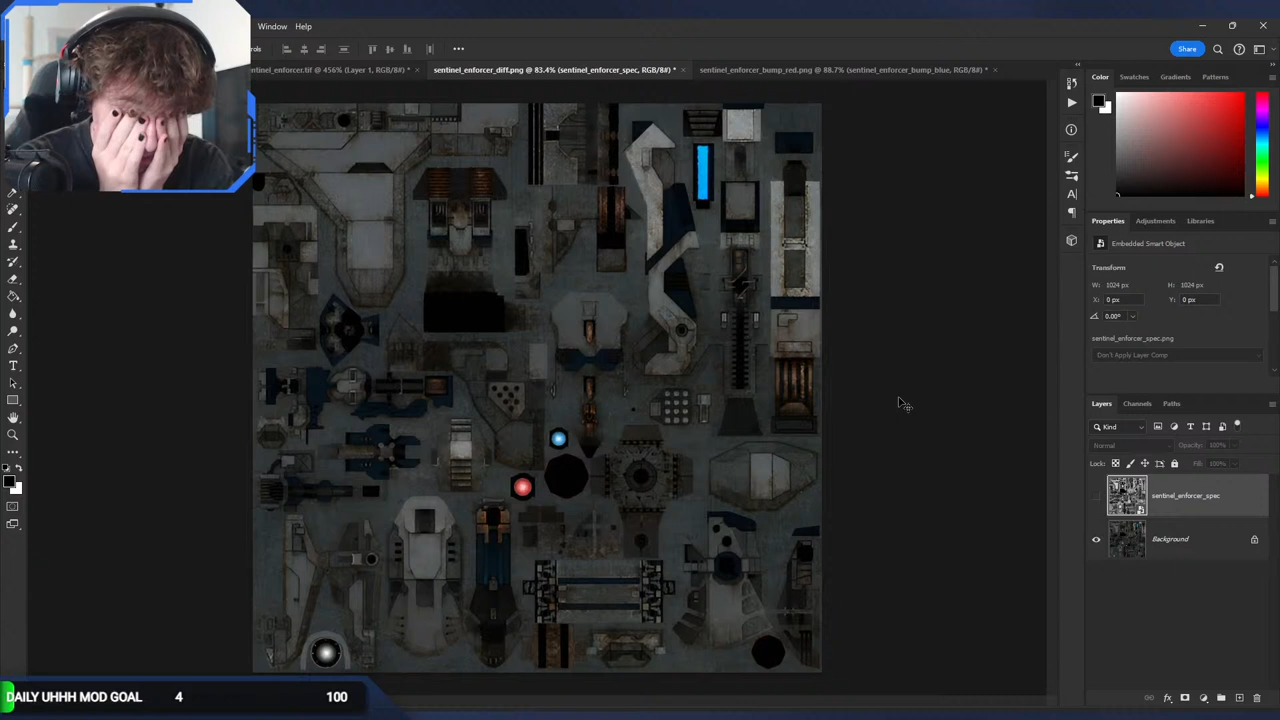 Window Help
Share
sentinel_enforcer.tif @ 456% (Layer 1, RGB/8#) *
sentinel_enforcer_diff.png @ 83.4% (sentinel_enforcer_spec, RGB/8#) *
sentinel_enforcer_bump_red.png @ 88.7% (sentinel_enforcer_bump_blue, RGB/8#) *
Color Swatches Gradients Patterns
Properties Adjustments Libraries
Embedded Smart Object
Transform
W: 1024 px H: 1024 px
X: 0 px Y: 0 px
0.00°
sentinel_enforcer_spec.png
Don't Apply Layer Comp
Layers Channels Paths
Kind
Normal Opacity: 100%
Lock: Fill: 100%
sentinel_enforcer_spec
Background
DAILY UHHH MOD GOAL 4 100